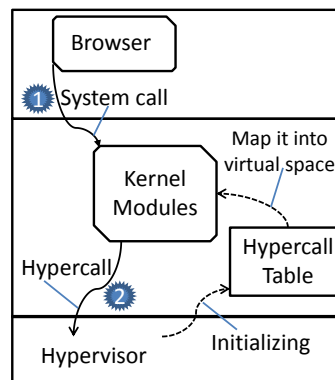 Browser
1
System call
Map it into
virtual space
Kernel
Modules
Hypercall
Table
Hypercall
2
Initializing
Hypervisor